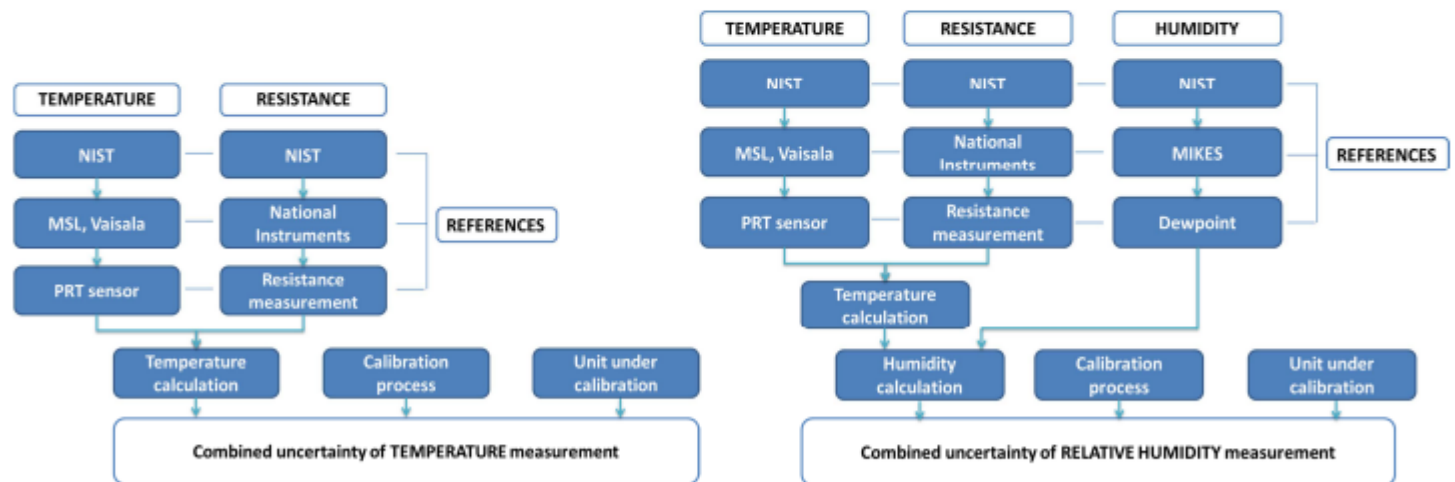 TEMPERATURE
RESISTANCE
NIST
NIST
MSL, Vaisala
National
Instruments
REFERENCES
PRT sensor
Resistance
measurement
Temperature
calculation
Calibration
process
Unit under
calibration
Combined uncertainty of TEMPERATURE measurement
TEMPERATURE
RESISTANCE
HUMIDITY
NIST
NIST
NIST
MSL, Vaisala
National
Instruments
MIKES
REFERENCES
PRT sensor
Resistance
measurement
Dewpoint
Temperature
calculation
Humidity
calculation
Calibration
process
Unit under
calibration
Combined uncertainty of RELATIVE HUMIDITY measurement